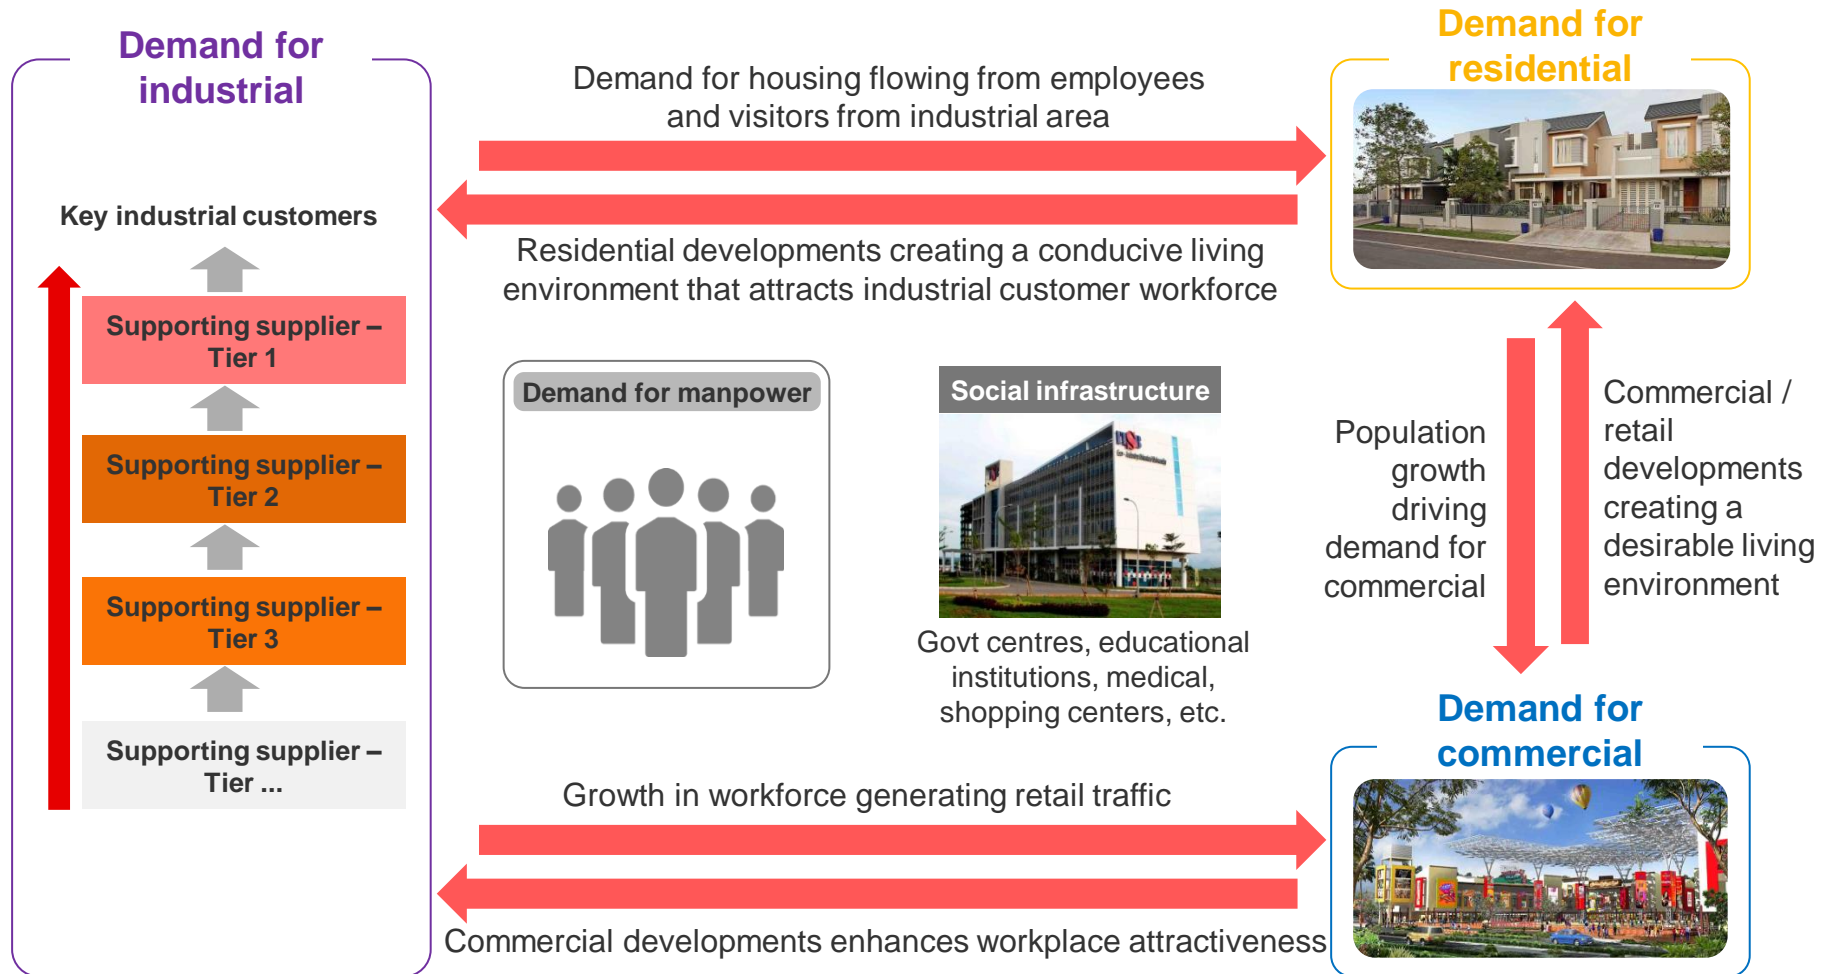 Demand for
industrial
Key industrial customers
Supporting supplier –
Tier 1
Supporting supplier –
Tier 2
Supporting supplier –
Tier 3
Supporting supplier –
Tier ...
Demand for housing flowing from employees
and visitors from industrial area
Residential developments creating a conducive living
environment that attracts industrial customer workforce
Demand for manpower
Social infrastructure
Govt centres, educational
institutions, medical,
shopping centers, etc.
Growth in workforce generating retail traffic
Commercial developments enhances workplace attractiveness
Demand for
residential
Population
growth
driving
demand for
commercial
Commercial /
retail
developments
creating a
desirable living
environment
Demand for
commercial